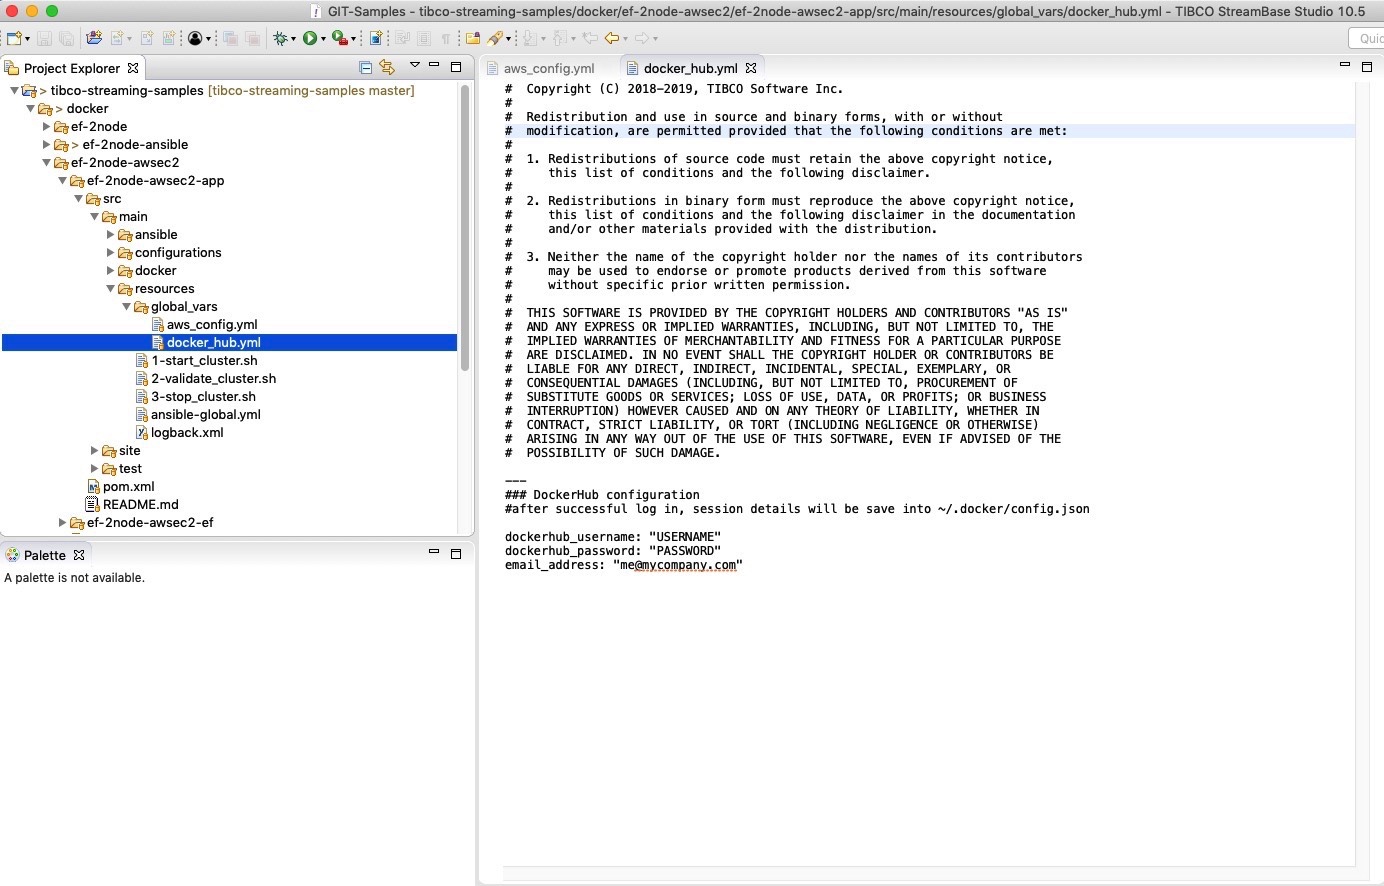 GIT-Samples - tibco-streaming-samples/docker/ef-2node-awsec2/ef-2node-awsec2-app/src/main/resources/global_vars/docker_hub.yml - TIBCO StreamBase Studio 10.5
Quic
Project Explorer
> tibco-streaming-samples [tibco-streaming-samples master]
> docker
ef-2node
> ef-2node-ansible
ef-2node-awsec2
ef-2node-awsec2-app
src
main
ansible
configurations
docker
resources
global_vars
aws_config.yml
docker_hub.yml
1-start_cluster.sh
2-validate_cluster.sh
3-stop_cluster.sh
ansible-global.yml
logback.xml
site
test
pom.xml
README.md
ef-2node-awsec2-ef
Palette
A palette is not available.
aws_config.yml
docker_hub.yml
#  Copyright (C) 2018-2019, TIBCO Software Inc.
#
#  Redistribution and use in source and binary forms, with or without
#  modification, are permitted provided that the following conditions are met:
#
#  1. Redistributions of source code must retain the above copyright notice,
#     this list of conditions and the following disclaimer.
#
#  2. Redistributions in binary form must reproduce the above copyright notice,
#     this list of conditions and the following disclaimer in the documentation
#     and/or other materials provided with the distribution.
#
#  3. Neither the name of the copyright holder nor the names of its contributors
#     may be used to endorse or promote products derived from this software
#     without specific prior written permission.
#
#  THIS SOFTWARE IS PROVIDED BY THE COPYRIGHT HOLDERS AND CONTRIBUTORS "AS IS"
#  AND ANY EXPRESS OR IMPLIED WARRANTIES, INCLUDING, BUT NOT LIMITED TO, THE
#  IMPLIED WARRANTIES OF MERCHANTABILITY AND FITNESS FOR A PARTICULAR PURPOSE
#  ARE DISCLAIMED. IN NO EVENT SHALL THE COPYRIGHT HOLDER OR CONTRIBUTORS BE
#  LIABLE FOR ANY DIRECT, INDIRECT, INCIDENTAL, SPECIAL, EXEMPLARY, OR
#  CONSEQUENTIAL DAMAGES (INCLUDING, BUT NOT LIMITED TO, PROCUREMENT OF
#  SUBSTITUTE GOODS OR SERVICES; LOSS OF USE, DATA, OR PROFITS; OR BUSINESS
#  INTERRUPTION) HOWEVER CAUSED AND ON ANY THEORY OF LIABILITY, WHETHER IN
#  CONTRACT, STRICT LIABILITY, OR TORT (INCLUDING NEGLIGENCE OR OTHERWISE)
#  ARISING IN ANY WAY OUT OF THE USE OF THIS SOFTWARE, EVEN IF ADVISED OF THE
#  POSSIBILITY OF SUCH DAMAGE.
---
### DockerHub configuration
#after successful log in, session details will be save into ~/.docker/config.json
dockerhub_username: "USERNAME"
dockerhub_password: "PASSWORD"
email_address: "me@mycompany.com"